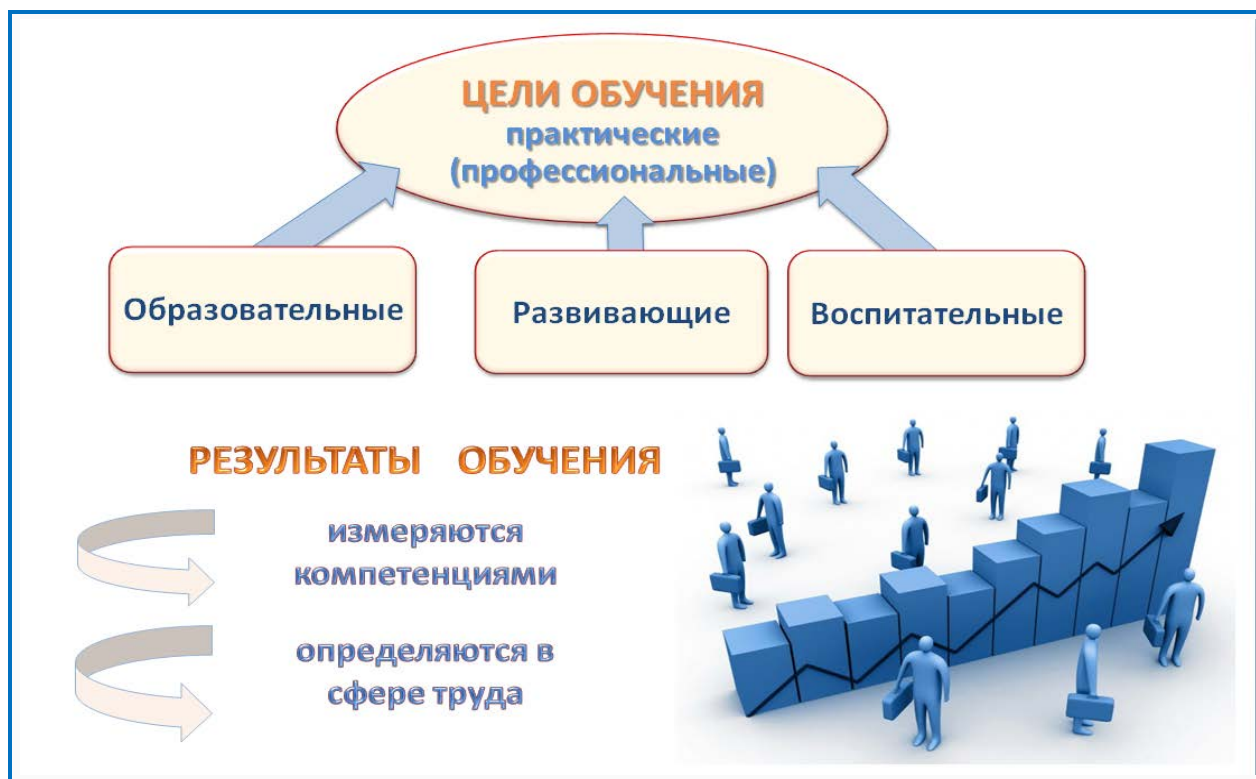 ЦЕЛИ ОБУЧЕНИЯ
практические
(профессиональные)
Образовательные
Развивающие
Воспитательные
РЕЗУЛЬТАТЫ ОБУЧЕНИЯ
измеряются
компетенциями
определяются в
сфере труда